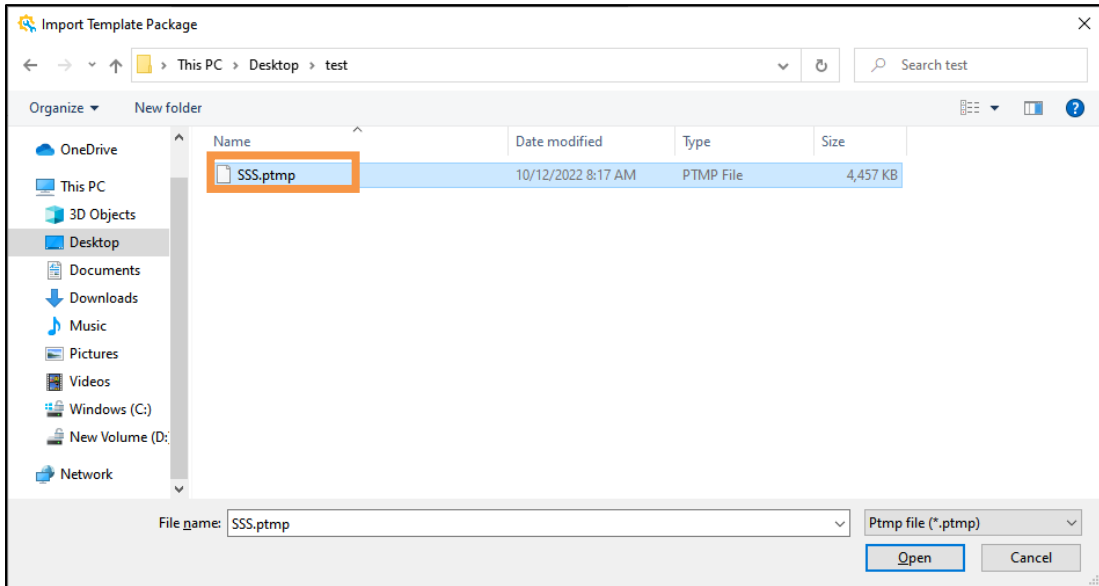 Import Template Package
This PC > Desktop > test
Search test
Organize
New folder
Name
Date modified
Type
Size
SSS.ptmp
10/12/2022 8:17 AM
PTMP File
4,457 KB
OneDrive
This PC
3D Objects
Desktop
Documents
Downloads
Music
Pictures
Videos
Windows (C:)
New Volume (D:
Network
File name: SSS.ptmp
Ptmp file (*.ptmp)
Open
Cancel